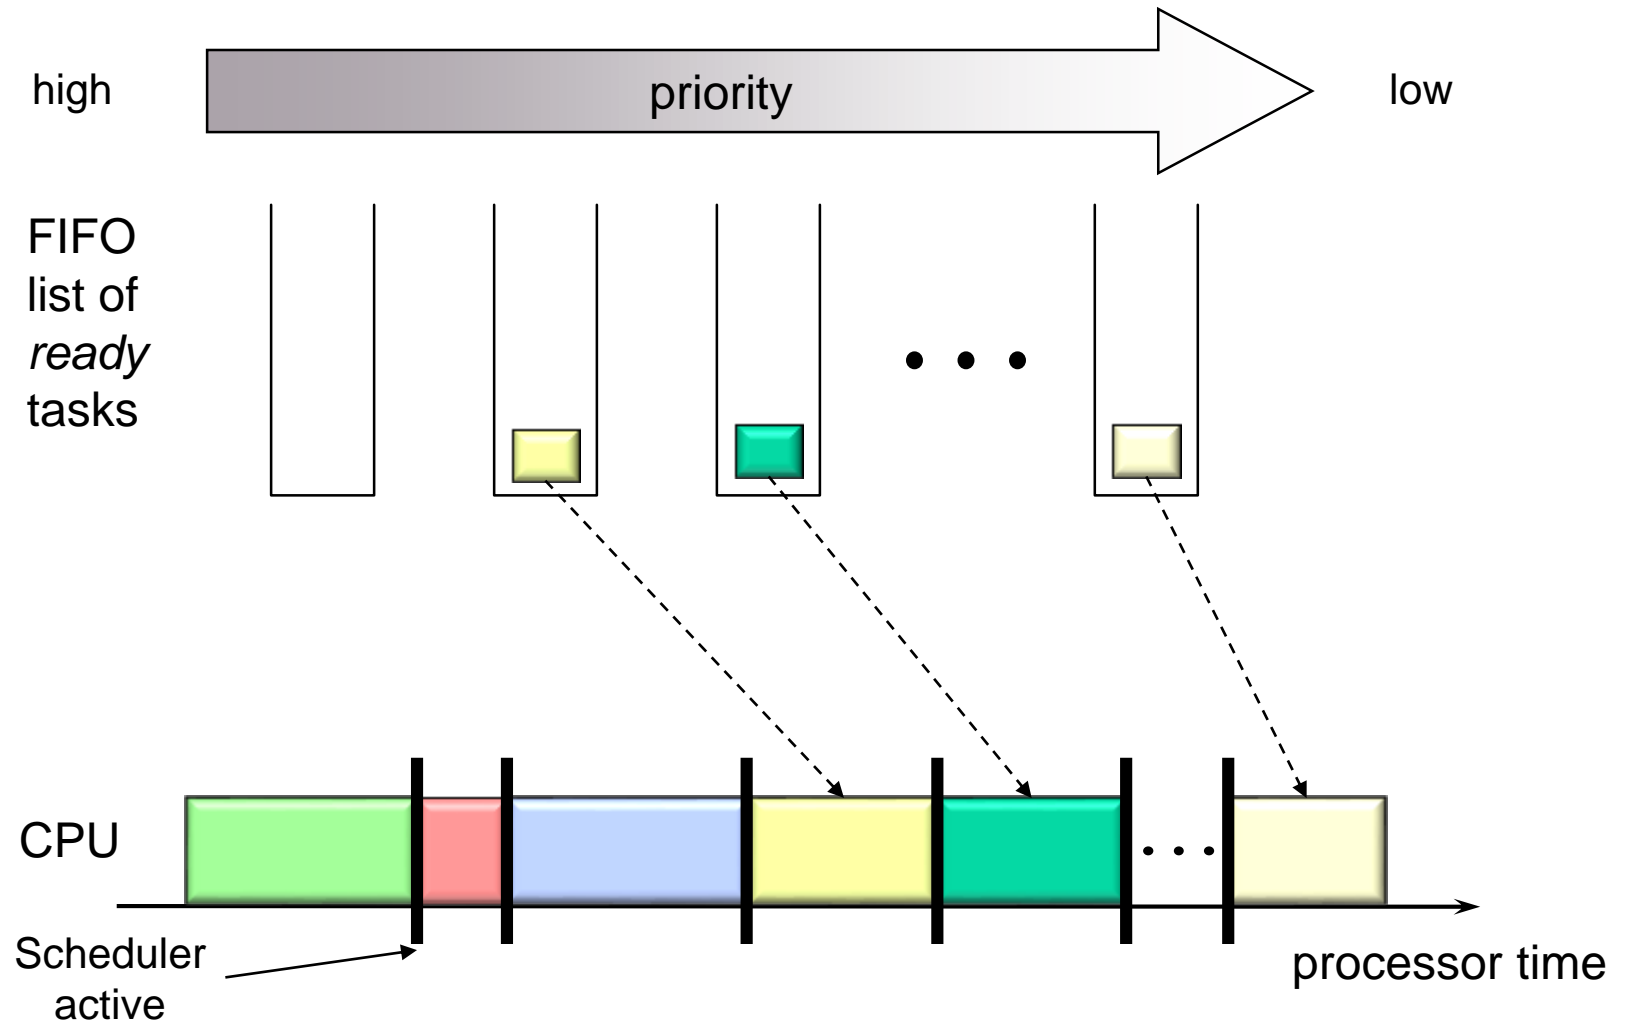 high
priority
low
FIFO
list of
ready
tasks
CPU
Scheduler
active
processor time